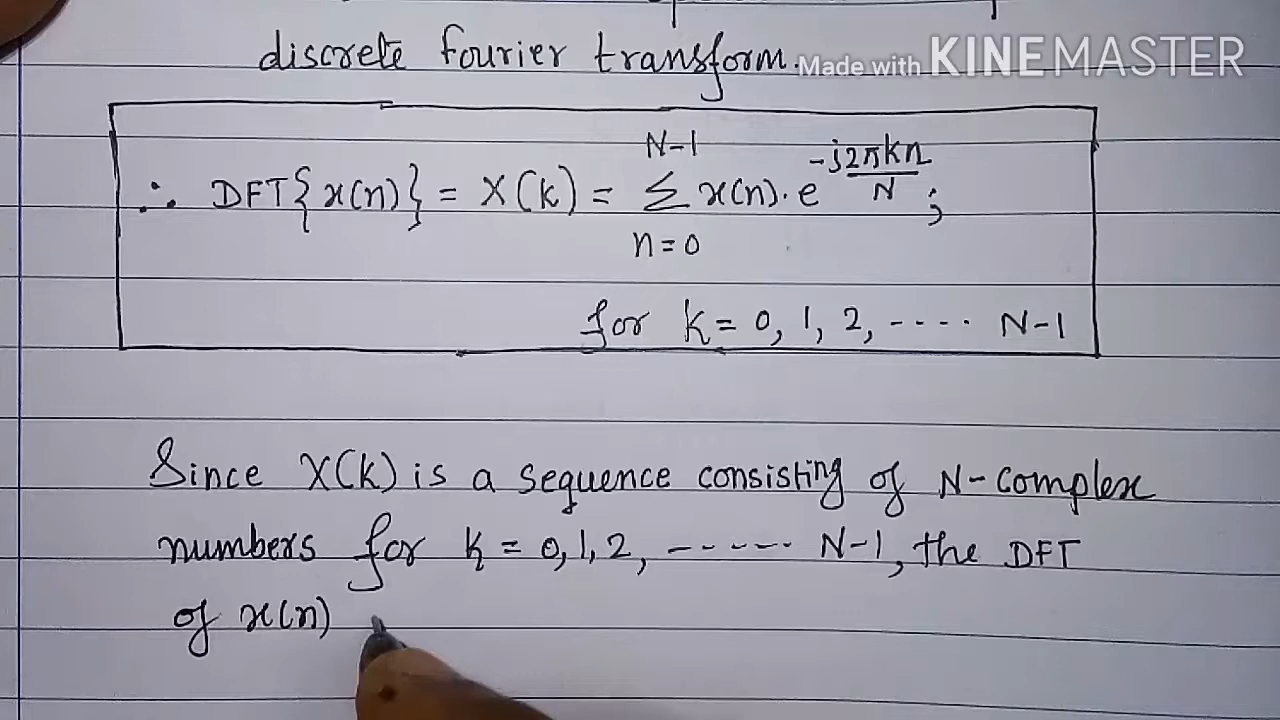 discrete fourier transform.
Made with KINEMASTER
∴ DFT{x(n)} = X(k) = Σ x(n). e^(-j2πkn/N) ;
N-1
n=0
for k = 0, 1, 2, ---- N-1
Since X(k) is a sequence consisting of N-complex
numbers for k = 0, 1, 2, ------ N-1, the DFT
of x(n)